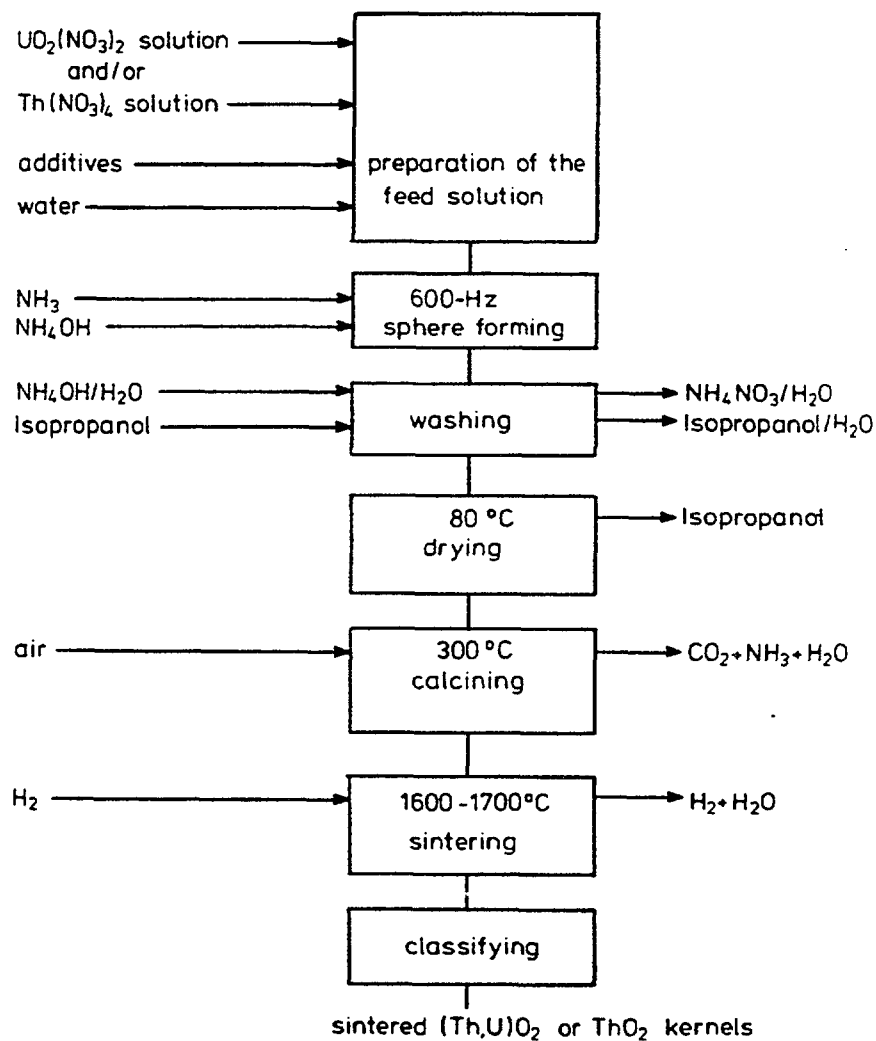 UO₂(NO₃)₂ solution
and/or
Th(NO₃)₄ solution
additives
water
preparation of the
feed solution
NH₃
NH₄OH
600-Hz
sphere forming
NH₄OH/H₂O
Isopropanol
washing
NH₄NO₃/H₂O
Isopropanol/H₂O
80 °C
drying
Isopropanol
air
300 °C
calcining
CO₂+NH₃+H₂O
H₂
1600-1700°C
sintering
H₂+H₂O
classifying
sintered (Th,U)O₂ or ThO₂ kernels